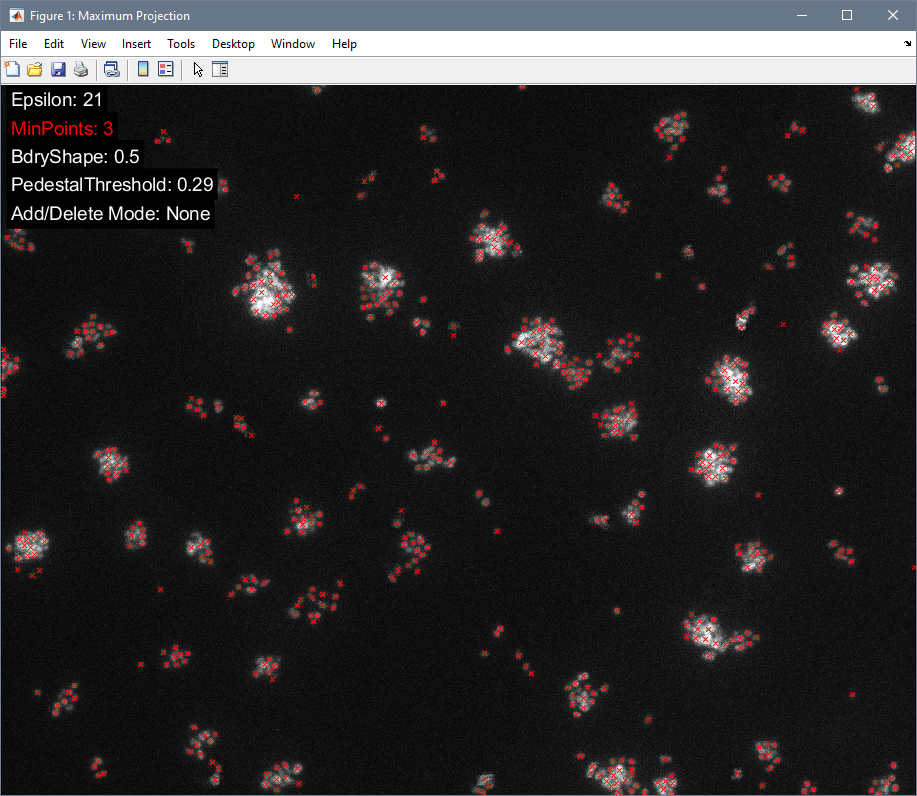 Figure 1: Maximum Projection
File Edit View Insert Tools Desktop Window Help
Epsilon: 21
MinPoints: 3
BdryShape: 0.5
PedestalThreshold: 0.29
Add/Delete Mode: None